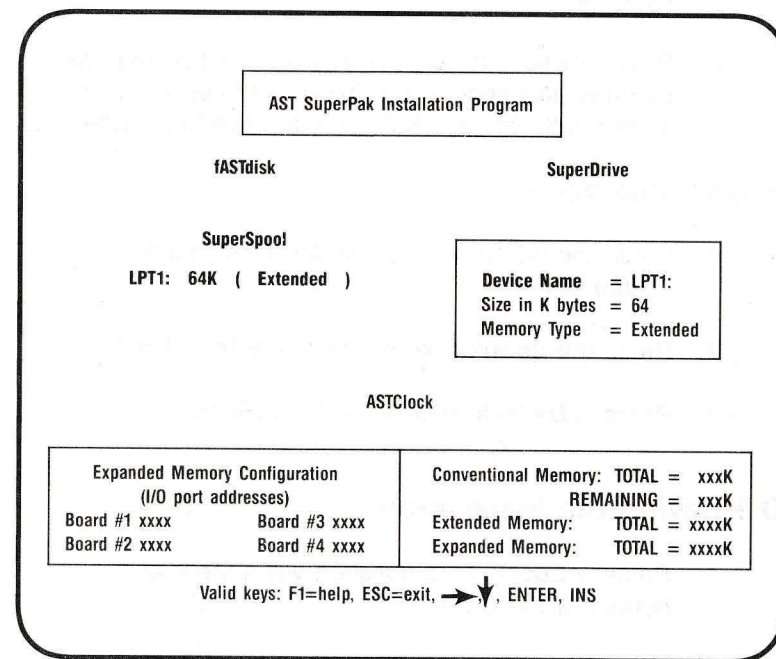 AST SuperPak Installation Program
fASTdisk
SuperDrive
SuperSpool
LPT1: 64K ( Extended )
Device Name = LPT1:
Size in K bytes = 64
Memory Type = Extended
ASTClock
Expanded Memory Configuration
(I/O port addresses)
Board #1 xxxx Board #3 xxxx
Board #2 xxxx Board #4 xxxx
Conventional Memory: TOTAL = xxxK
REMAINING = xxxK
Extended Memory: TOTAL = xxxxK
Expanded Memory: TOTAL = xxxxK
Valid keys: F1=help, ESC=exit, →,↓, ENTER, INS